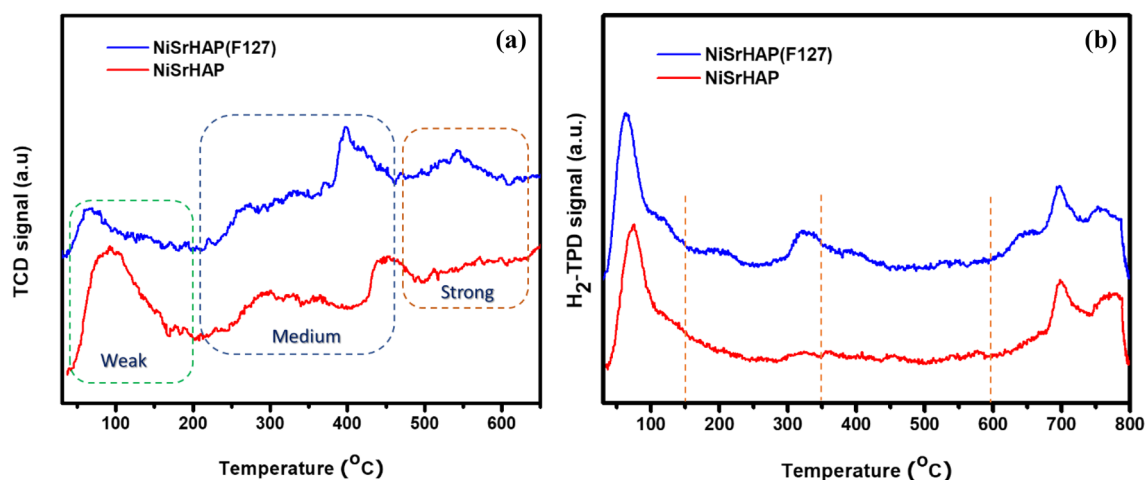 (a)
NiSrHAP(F127)
NiSrHAP
TCD signal (a.u)
Weak
Medium
Strong
100 200 300 400 500 600
Temperature (°C)
(b)
NiSrHAP(F127)
NiSrHAP
H₂-TPD signal (a.u.)
100 200 300 400 500 600 700 800
Temperature (°C)